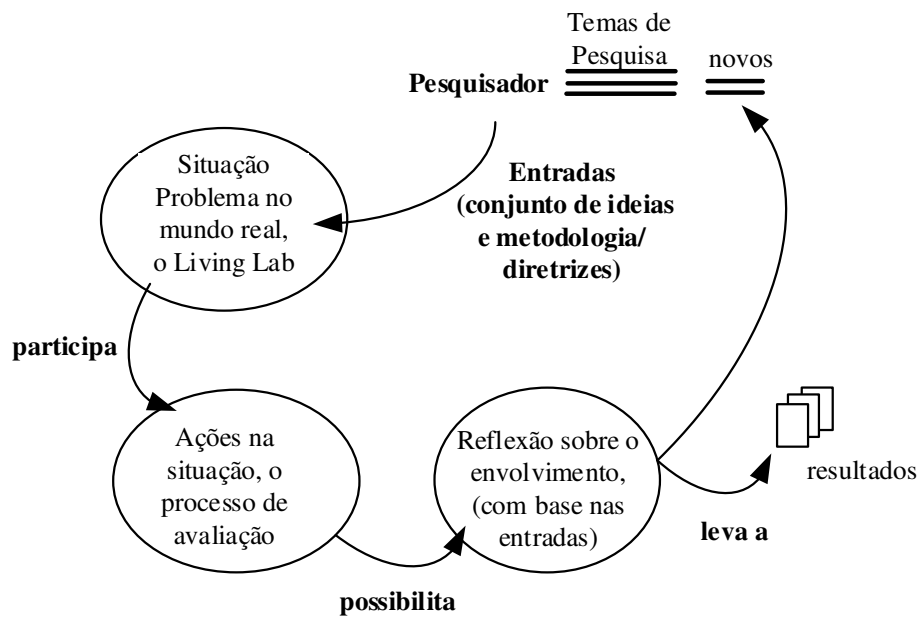 Temas de
Pesquisa
novos
Pesquisador
Entradas
(conjunto de ideias
e metodologia/
diretrizes)
Situação
Problema no
mundo real,
o Living Lab
participa
Ações na
situação, o
processo de
avaliação
possibilita
Reflexão sobre o
envolvimento,
(com base nas
entradas)
leva a
resultados